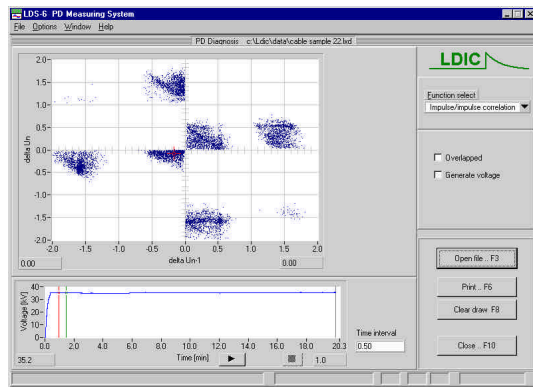 LDS-6 PD Measuring System
File Options Window Help
PD Diagnosis c:\Ldic\data\cable sample 22.lxd
LDIC
Function select
Impulse/impulse correlation
Overlapped
Generate voltage
delta Un
2.0
1.5
1.0
0.5
0.0
-0.5
-1.0
-1.5
-2.0
-2.0 -1.5 -1.0 -0.5 0.0 0.5 1.0 1.5 2.0
0.00 delta Un-1 0.00
Open file .. F3
Print .. F6
Clear draw F8
Close .. F10
Voltage [kV]
40
30
20
10
0
0.0 2.0 4.0 6.0 8.0 10.0 12.0 14.0 16.0 18.0 20.3
35.2 Time [min] 1.0
Time interval
0.50